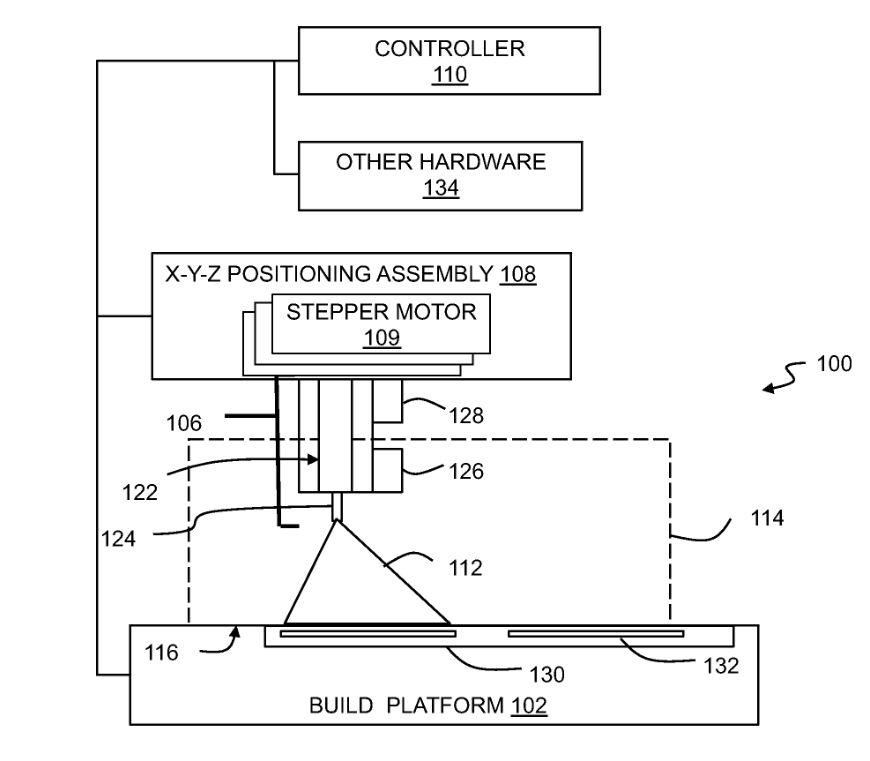 CONTROLLER
110
OTHER HARDWARE
134
X-Y-Z POSITIONING ASSEMBLY 108
STEPPER MOTOR
109
100
128
106
126
122
114
124
112
116
130
132
BUILD PLATFORM 102